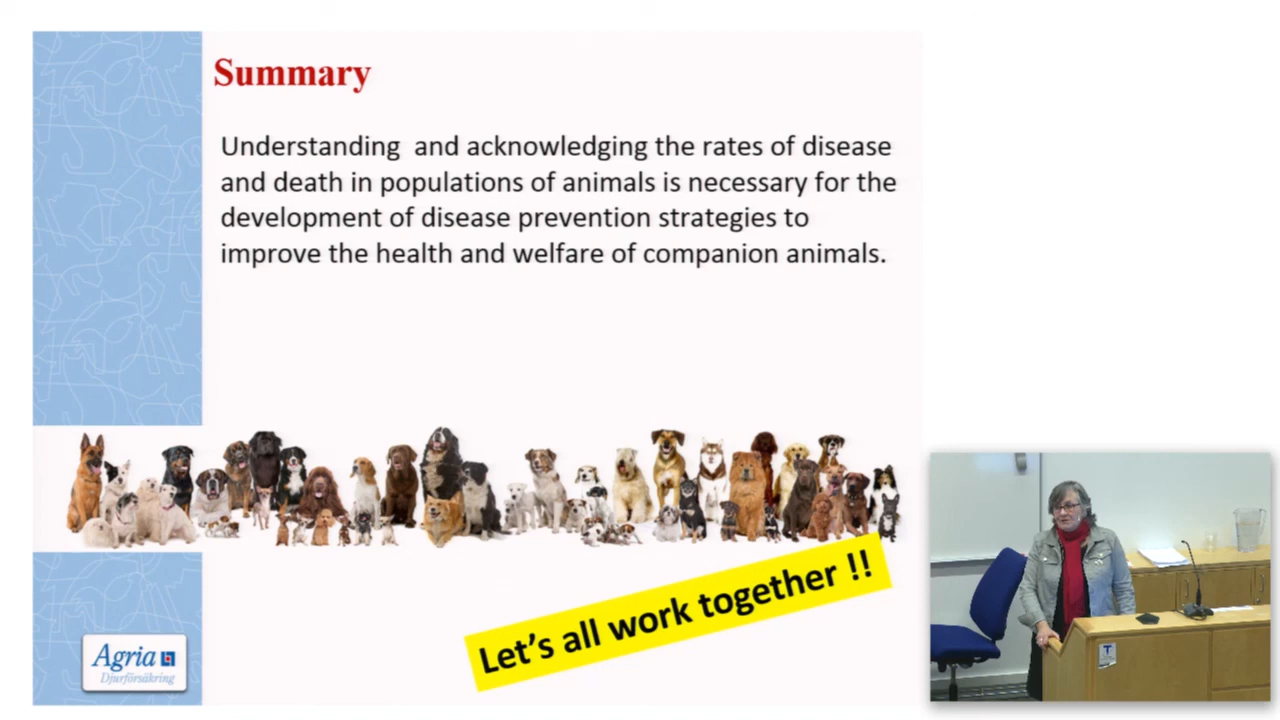 Summary
Understanding and acknowledging the rates of disease
and death in populations of animals is necessary for the
development of disease prevention strategies to
improve the health and welfare of companion animals.
Let's all work together !!
Agria
Djurförsäkring